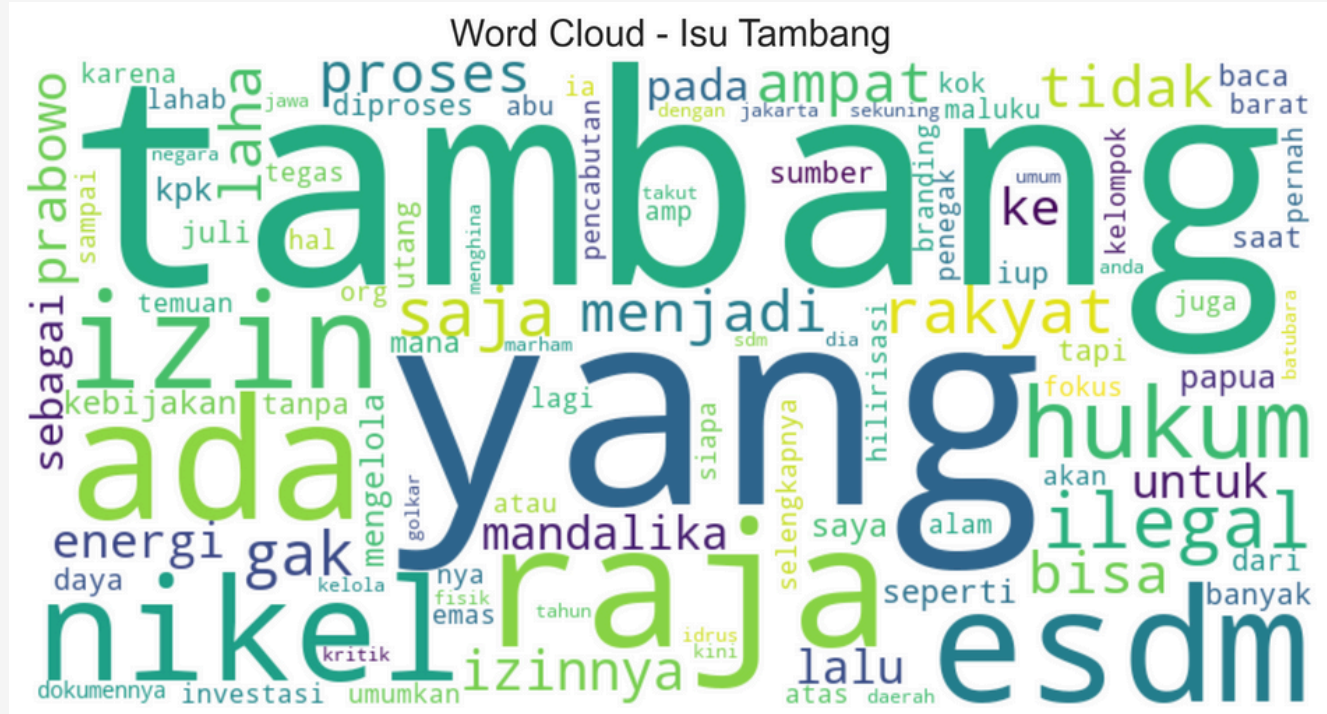 Word Cloud - Isu Tambang
karena
proses
ia
pada
ampat
kok
tidak
baca
prabowo
lahab
laha
jawa
diproses
abu
dengan
jakarta
sekuning
maluku
barat
tambang
negara
kpk
tegas
sampai
juli
hal
utang
menghina
pencabutan
takut
amp
sumber
branding
penegak
umum
ke
kelompok
pernah
saat
iup
anda
temuan
org
saja
menjadi
rakyat
juga
batubara
sebagai
izin
mana
marham
sdm
dia
hilirisasi
tapi
kebijakan
tanpa
yang
lagi
fokus
papua
ada
mengelola
siapa
selengkapnya
hukum
golkar
atau
akan
untuk
energi
gak
mandalika
saya
alam
ilegal
daya
kelola
nya
raja
bisa
dari
nikel
fisik
emas
tahun
seperti
banyak
kritik
idrus
kini
esdm
dokumennya
investasi
umumkan
izinnya
lalu
atas
daerah